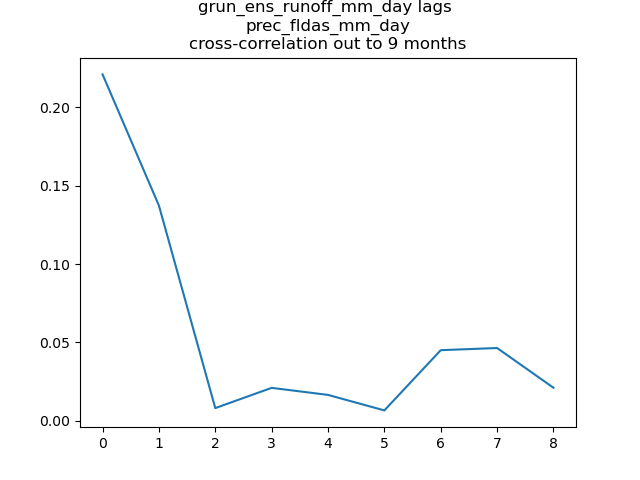 grun_ens_runoff_mm_day lags
prec_fldas_mm_day
cross-correlation out to 9 months
0.20
0.15
0.10
0.05
0.00
0 1 2 3 4 5 6 7 8